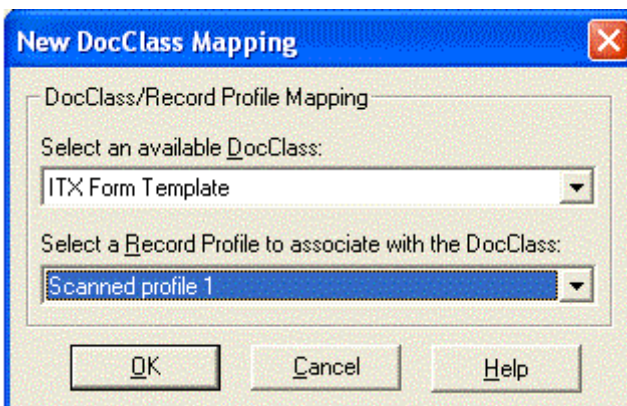 New DocClass Mapping
DocClass/Record Profile Mapping
Select an available DocClass:
ITX Form Template
Select a Record Profile to associate with the DocClass:
Scanned profile 1
OK Cancel Help